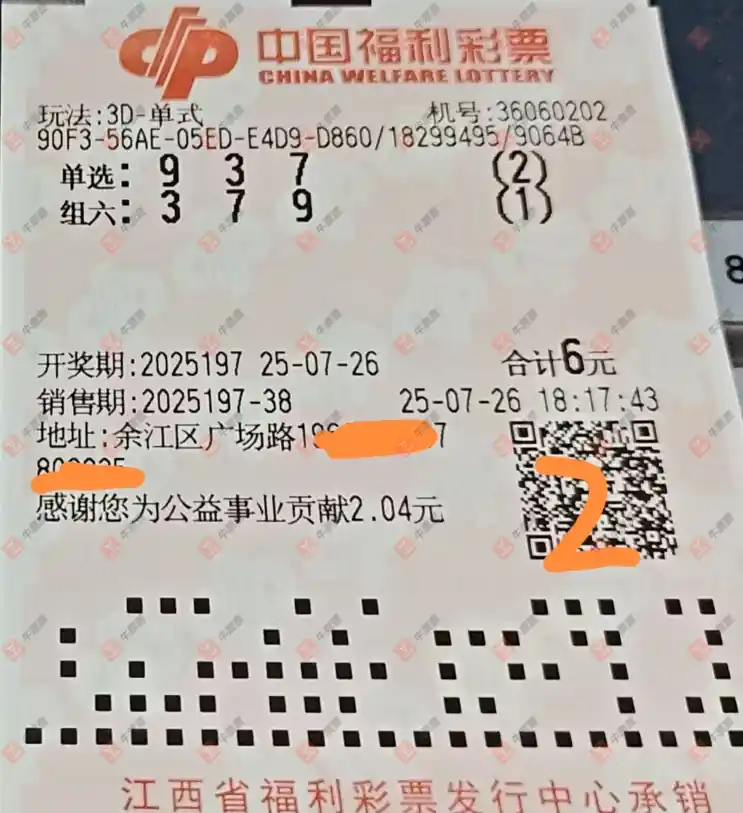 中国福利彩票
CHINA WELFARE LOTTERY
玩法:3D-单式 机号:36060202
90F3-56AE-05ED-E4D9-D860/18299495/9064B
单选: 9 3 7 (2)
组六: 3 7 9 (1)
8
开奖期:2025197 25-07-26 合计6元
销售期:2025197-38 25-07-26 18:17:43
地址:余江区广场路 7
感谢您为公益事业贡献2.04元
2
江西省福利彩票发行中心承销